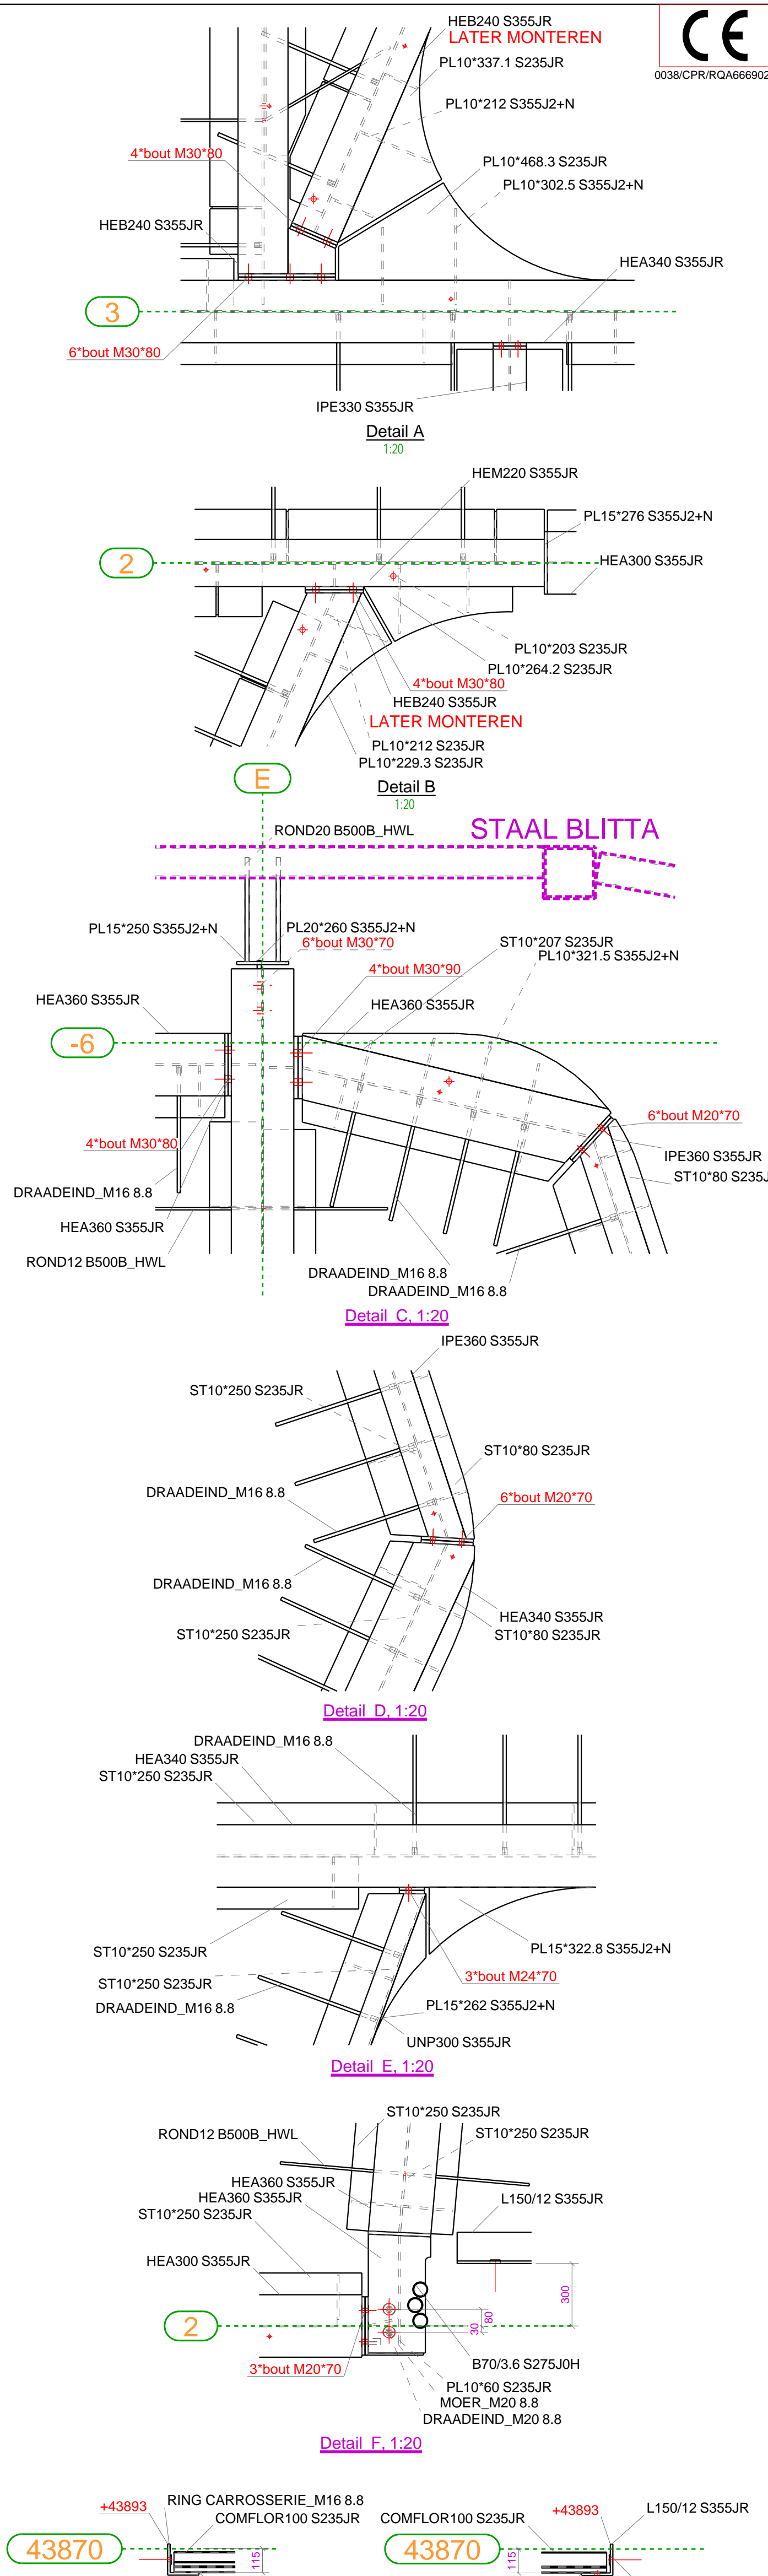 HEB240 S355JR
LATER MONTEREN
CE
0038/CPR/RQA666902
PL10*337.1 S235JR
PL10*212 S355J2+N
4*bout M30*80
PL10*468.3 S235JR
PL10*302.5 S355J2+N
HEB240 S355JR
HEA340 S355JR
3
6*bout M30*80
IPE330 S355JR
Detail A
1:20
HEM220 S355JR
PL15*276 S355J2+N
2
HEA300 S355JR
PL10*203 S235JR
PL10*264.2 S235JR
4*bout M30*80
HEB240 S355JR
LATER MONTEREN
PL10*212 S235JR
PL10*229.3 S235JR
Detail B
1:20
E
ROND20 B500B_HWL
STAAL BLITTA
PL15*250 S355J2+N
PL20*260 S355J2+N
6*bout M30*70
ST10*207 S235JR
PL10*321.5 S355J2+N
4*bout M30*90
HEA360 S355JR
HEA360 S355JR
-6
6*bout M20*70
4*bout M30*80
IPE360 S355JR
ST10*80 S235J
DRAADEIND_M16 8.8
HEA360 S355JR
ROND12 B500B_HWL
DRAADEIND_M16 8.8
DRAADEIND_M16 8.8
Detail C, 1:20
IPE360 S355JR
ST10*250 S235JR
ST10*80 S235JR
DRAADEIND_M16 8.8
6*bout M20*70
DRAADEIND_M16 8.8
HEA340 S355JR
ST10*250 S235JR
ST10*80 S235JR
Detail D, 1:20
DRAADEIND_M16 8.8
HEA340 S355JR
ST10*250 S235JR
ST10*250 S235JR
PL15*322.8 S355J2+N
3*bout M24*70
ST10*250 S235JR
DRAADEIND_M16 8.8
PL15*262 S355J2+N
UNP300 S355JR
Detail E, 1:20
ST10*250 S235JR
ROND12 B500B_HWL
ST10*250 S235JR
HEA360 S355JR
HEA360 S355JR
L150/12 S355JR
ST10*250 S235JR
HEA300 S355JR
300
80
30
2
B70/3.6 S275J0H
3*bout M20*70
PL10*60 S235JR
MOER_M20 8.8
DRAADEIND_M20 8.8
Detail F, 1:20
RING CARROSSERIE_M16 8.8
+43893
COMFLOR100 S235JR
43870
115
COMFLOR100 S235JR
+43893
L150/12 S355JR
43870
115